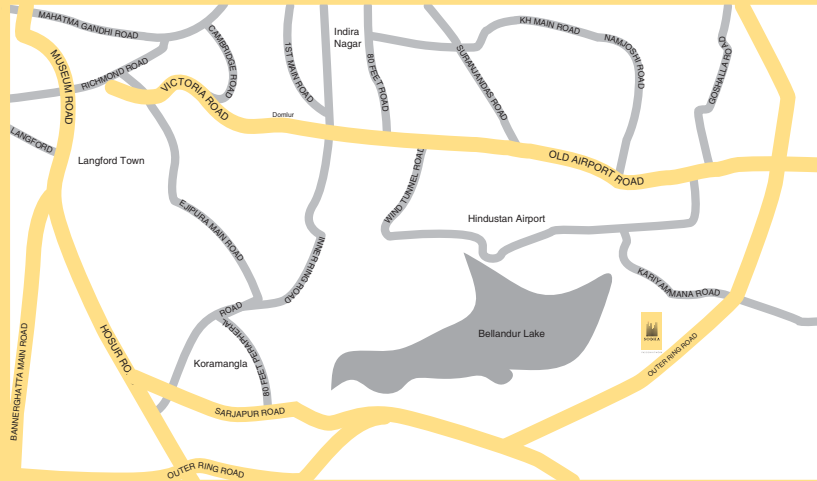 MAHATMA GANDHI ROAD
CAMBRIDGE ROAD
1ST MAIN ROAD
Indira
Nagar
80 FEET ROAD
SURANJANDAS ROAD
KH MAIN ROAD
NAMJOSHI ROAD
GOSHALLA ROAD
MUSEUM ROAD
RICHMOND ROAD
VICTORIA ROAD
Domlur
LANGFORD
Langford Town
OLD AIRPORT ROAD
WIND TUNNEL ROAD
EJIPURA MAIN ROAD
INNER RING ROAD
Hindustan Airport
KARIYAMMANA ROAD
ROAD
80 FEET PERAPHERAL
Koramangla
Bellandur Lake
OUTER RING ROAD
HOSUR RO
BANNERGHATTA MAIN ROAD
SARJAPUR ROAD
OUTER RING ROAD